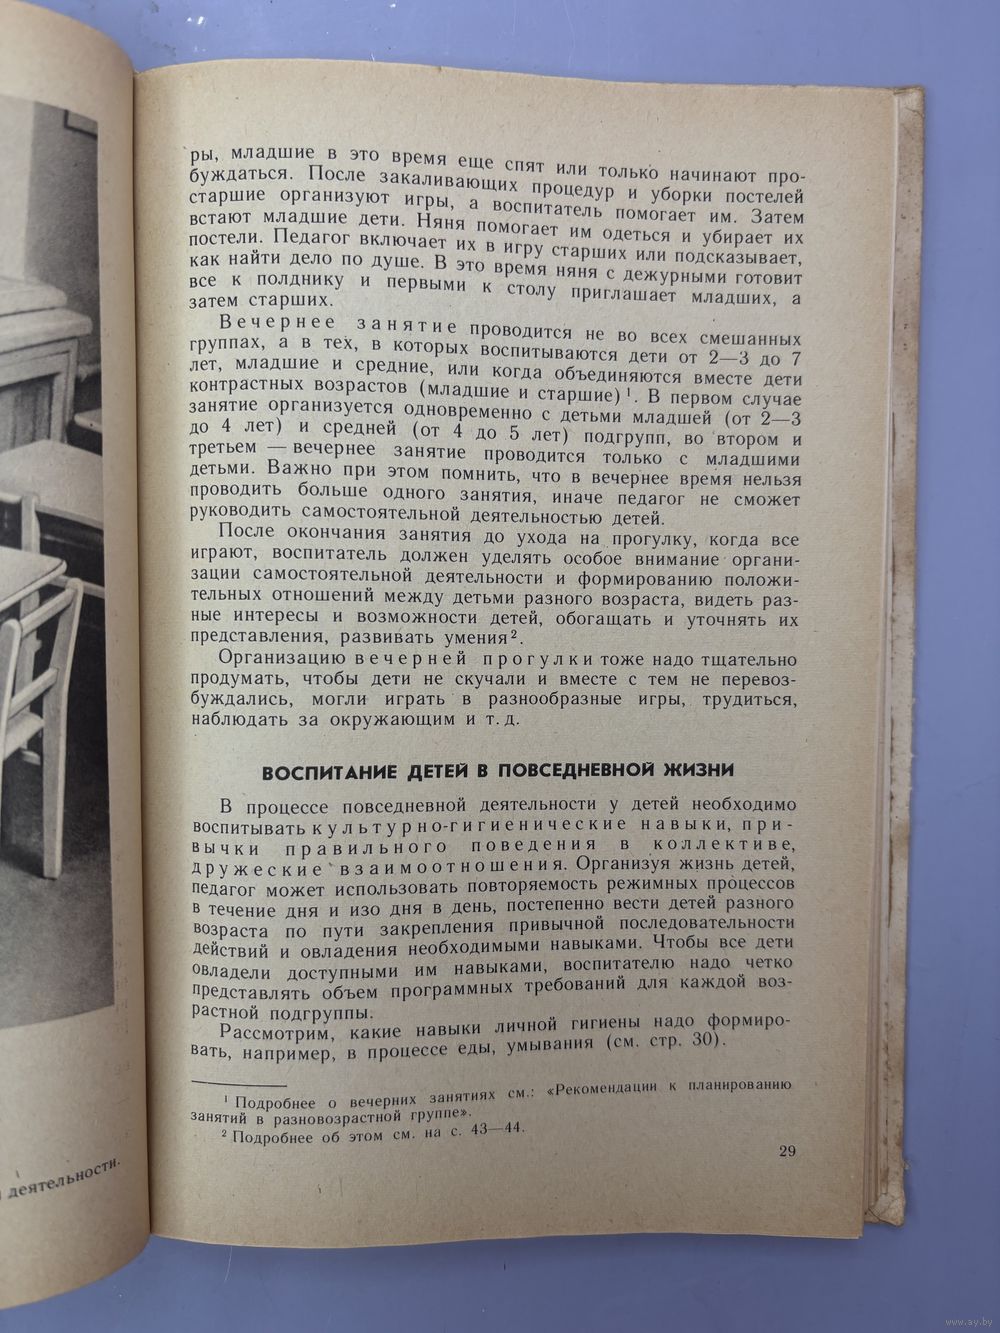 ры, младшие в это время еще спят или только начинают про-
буждаться. После закаливающих процедур и уборки постелей
старшие организуют игры, а воспитатель помогает им. Затем
встают младшие дети. Няня помогает им одеться и убирает их
постели. Педагог включает их в игру старших или подсказывает,
как найти дело по душе. В это время няня с дежурными готовит
все к полднику и первыми к столу приглашает младших, а
затем старших.
Вечернее занятие проводится не во всех смешанных
группах, а в тех, в которых воспитываются дети от 2—3 до 7
лет, младшие и средние, или когда объединяются вместе дети
контрастных возрастов (младшие и старшие)¹. В первом случае
занятие организуется одновременно с детьми младшей (от 2—3
до 4 лет) и средней (от 4 до 5 лет) подгрупп, во втором и
третьем — вечернее занятие проводится только с младшими
детьми. Важно при этом помнить, что в вечернее время нельзя
проводить больше одного занятия, иначе педагог не сможет
руководить самостоятельной деятельностью детей.
После окончания занятия до ухода на прогулку, когда все
играют, воспитатель должен уделять особое внимание органи-
зации самостоятельной деятельности и формированию положи-
тельных отношений между детьми разного возраста, видеть раз-
ные интересы и возможности детей, обогащать и уточнять их
представления, развивать умения².
Организацию вечерней прогулки тоже надо тщательно
продумать, чтобы дети не скучали и вместе с тем не перевоз-
буждались, могли играть в разнообразные игры, трудиться,
наблюдать за окружающим и т. д.
ВОСПИТАНИЕ ДЕТЕЙ В ПОВСЕДНЕВНОЙ ЖИЗНИ
В процессе повседневной деятельности у детей необходимо
воспитывать культурно-гигиенические навыки, при-
вычки правильного поведения в коллективе,
дружеские взаимоотношения. Организуя жизнь детей,
педагог может использовать повторяемость режимных процессов
в течение дня и изо дня в день, постепенно вести детей разного
возраста по пути закрепления привычной последовательности
действий и овладения необходимыми навыками. Чтобы все дети
овладели доступными им навыками, воспитателю надо четко
представлять объем программных требований для каждой воз-
растной подгруппы.
Рассмотрим, какие навыки личной гигиены надо формиро-
вать, например, в процессе еды, умывания (см. стр. 30).
¹ Подробнее о вечерних занятиях см.: «Рекомендации к планированию
занятий в разновозрастной группе».
² Подробнее об этом см. на с. 43—44.
29
деятельности.
www.ay.by